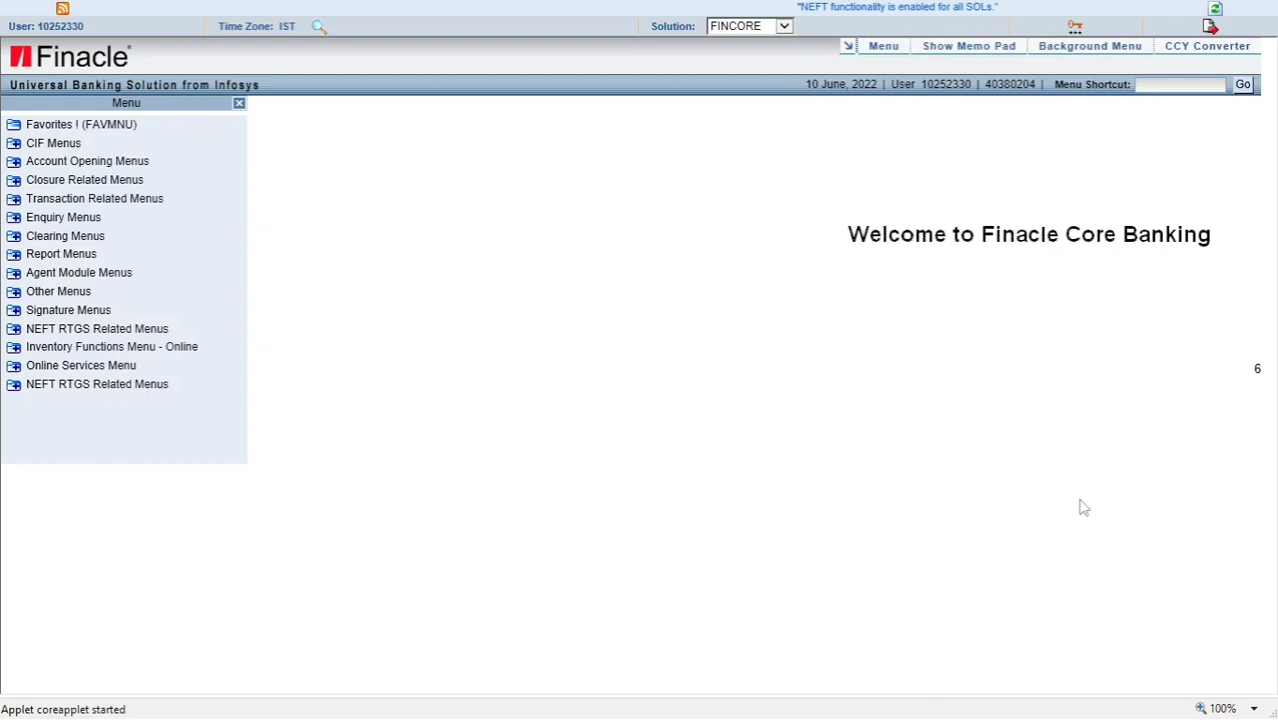 "NEFT functionality is enabled for all SOLs."
User: 10252330 Time Zone: IST Solution: FINCORE
Finacle
Menu Show Memo Pad Background Menu CCY Converter
Universal Banking Solution from Infosys 10 June, 2022 | User 10252330 | 40380204 | Menu Shortcut: Go
Menu
Favorites ! (FAVMNU)
CIF Menus
Account Opening Menus
Closure Related Menus
Transaction Related Menus
Enquiry Menus
Clearing Menus
Report Menus
Agent Module Menus
Other Menus
Signature Menus
NEFT RTGS Related Menus
Inventory Functions Menu - Online
Online Services Menu
NEFT RTGS Related Menus
Welcome to Finacle Core Banking
6
Applet coreapplet started 100%